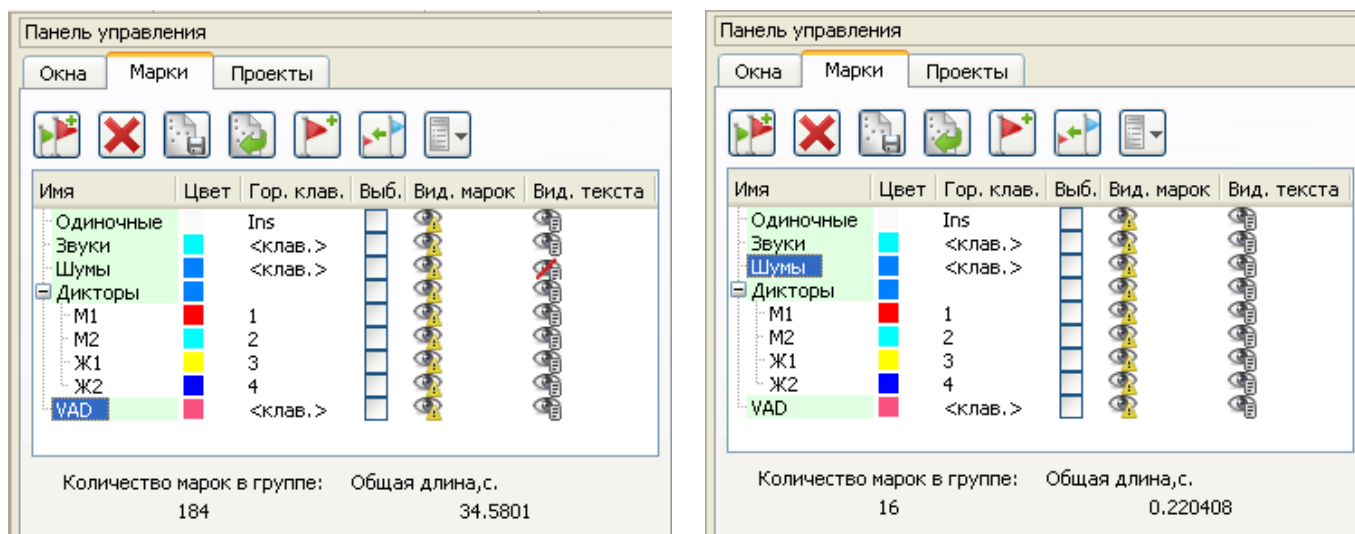 Панель управления
Окна Марки Проекты
Имя Цвет Гор. клав. Выб. Вид. марок Вид. текста
Одиночные Ins
Звуки <клав.>
Шумы <клав.>
Дикторы
М1 1
М2 2
Ж1 3
Ж2 4
VAD <клав.>
Количество марок в группе: Общая длина,с.
184 34.5801
Панель управления
Окна Марки Проекты
Имя Цвет Гор. клав. Выб. Вид. марок Вид. текста
Одиночные Ins
Звуки <клав.>
Шумы <клав.>
Дикторы
М1 1
М2 2
Ж1 3
Ж2 4
VAD <клав.>
Количество марок в группе: Общая длина,с.
16 0.220408